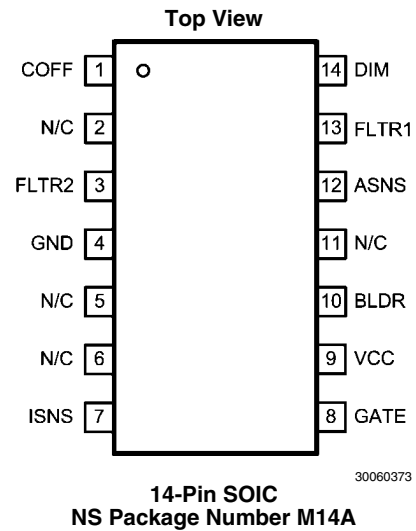 Top View
COFF 1 14 DIM
N/C 2 13 FLTR1
FLTR2 3 12 ASNS
GND 4 11 N/C
N/C 5 10 BLDR
N/C 6 9 VCC
ISNS 7 8 GATE
30060373
14-Pin SOIC
NS Package Number M14A